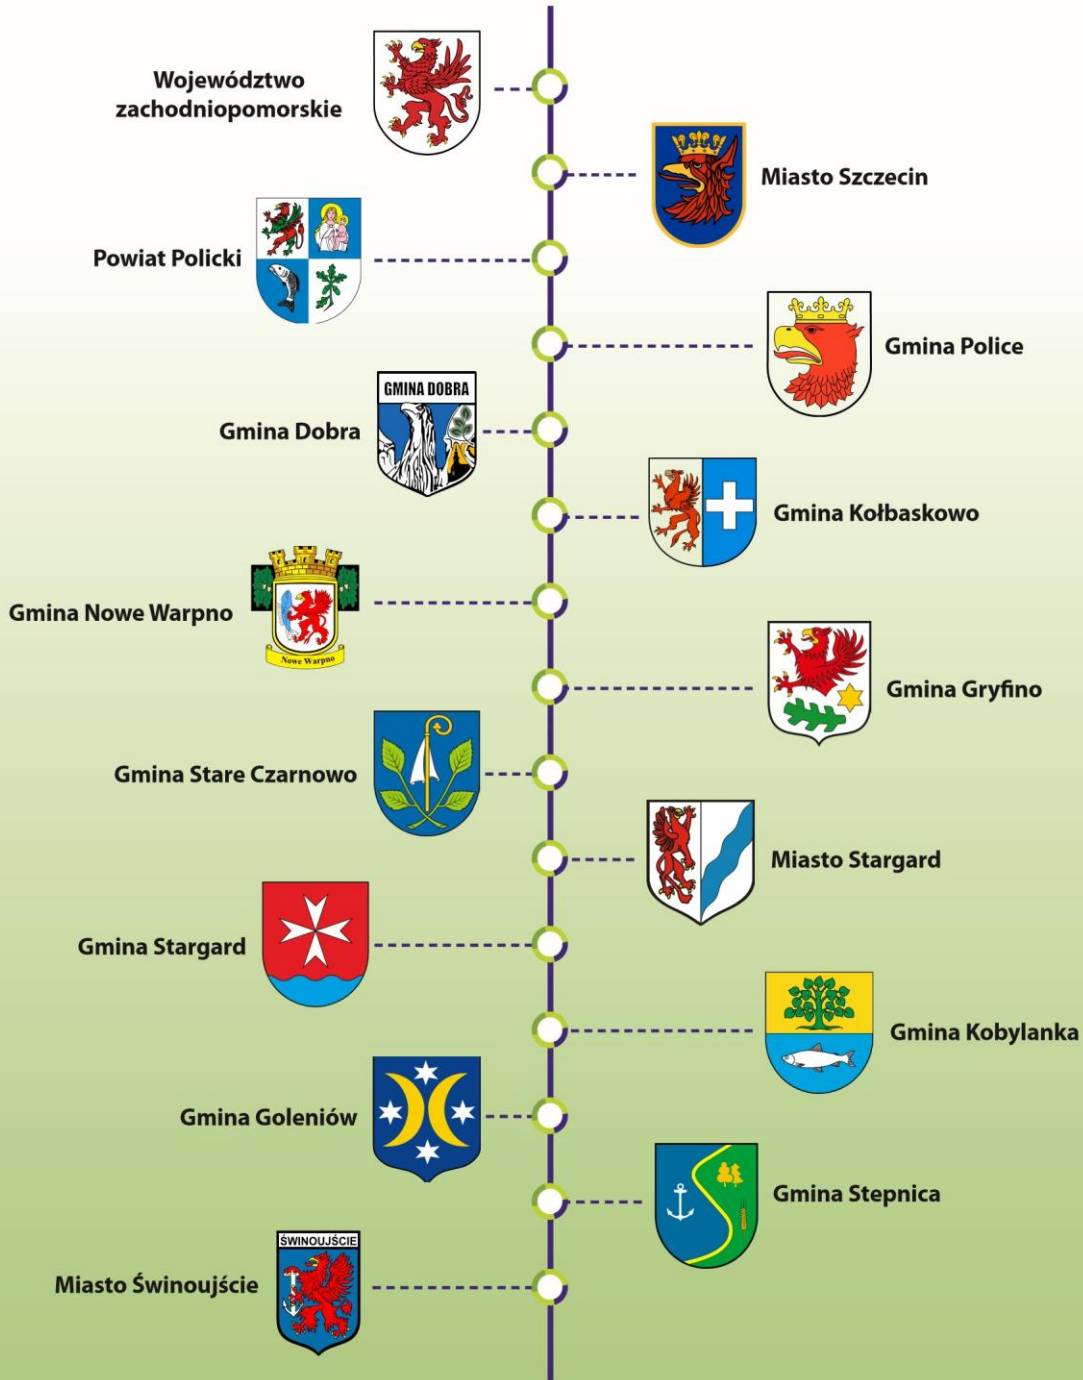 Województwo
zachodniopomorskie
Miasto Szczecin
Powiat Policki
Gmina Police
GMINA DOBRA
Gmina Dobra
Gmina Kołbaskowo
Gmina Nowe Warpno
Nowe Warpno
Gmina Gryfino
Gmina Stare Czarnowo
Miasto Stargard
Gmina Stargard
Gmina Kobylanka
Gmina Goleniów
Gmina Stepnica
ŚWINOUJŚCIE
Miasto Świnoujście